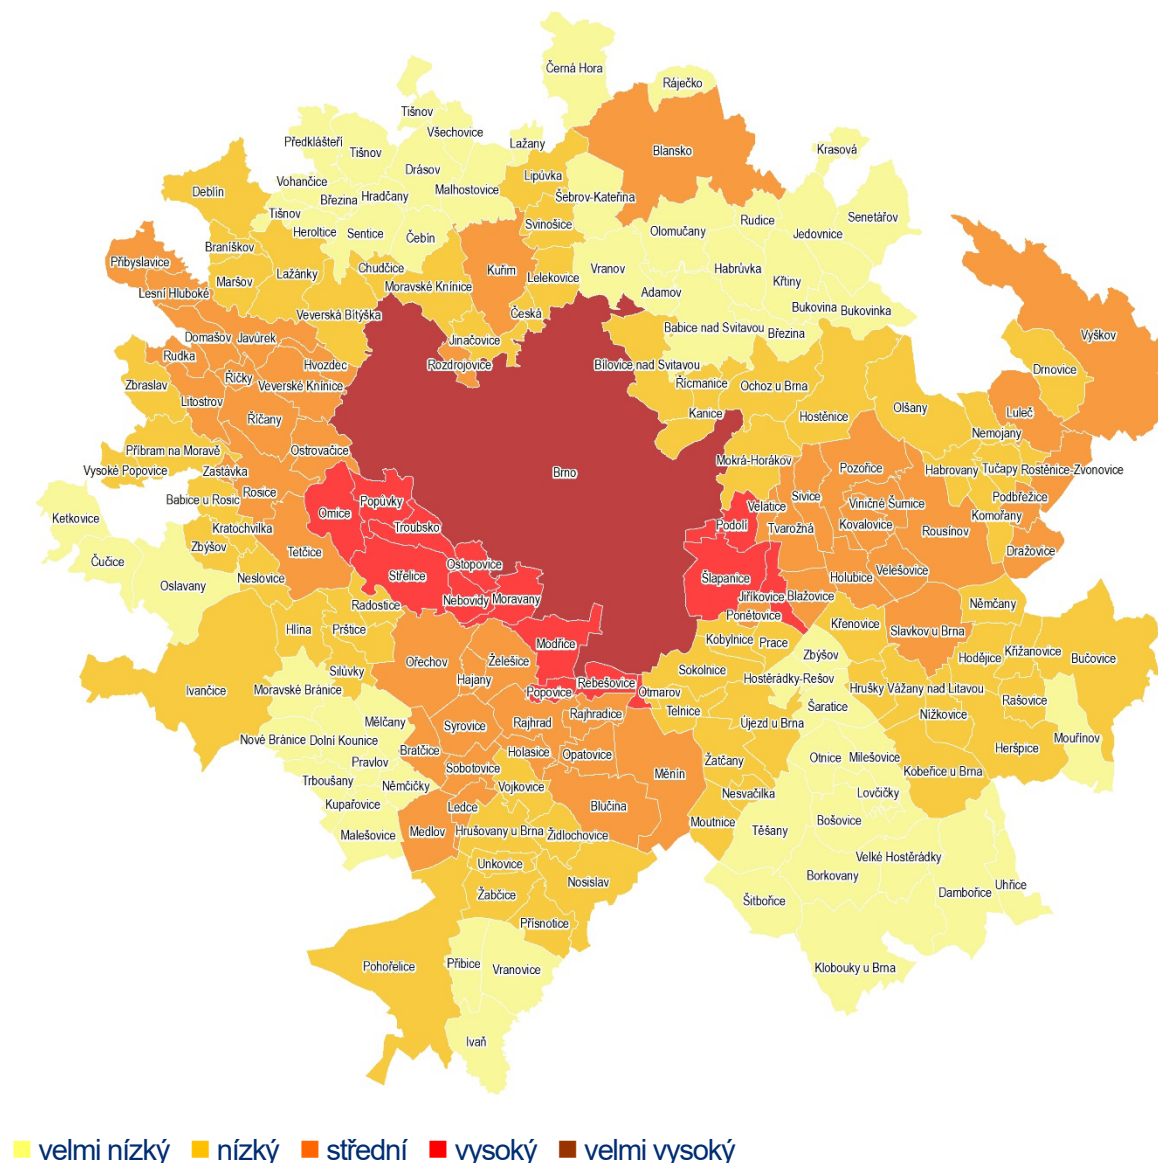 Černá Hora
Ráječko
Tišnov
Všechovice
Předklášteří
Tišnov
Lažany
Blansko
Krasová
Drásov
Lipůvka
Vohančice
Březina
Hradčany
Malhostovice
Šebrov-Kateřina
Deblín
Tišnov
Heroltice
Sentice
Čebín
Svinošice
Olomučany
Rudice
Jedovnice
Senetářov
Braníškov
Přibyslavice
Lesní Hluboké
Maršov
Lažánky
Chudčice
Moravské Knínice
Kuřim
Lelekovice
Vranov
Adamov
Habrůvka
Křtiny
Bukovina
Bukovinka
Veverská Bítýška
Česká
Babice nad Svitavou
Březina
Výškov
Domašov
Javůrek
Jinačovice
Rudka
Hvozdec
Rozdrojovice
Bílovice nad Svitavou
Drnovice
Zbraslav
Říčky
Veverské Knínice
Řícmanice
Ochoz u Brna
Litostrov
Říčany
Kanice
Hostěnice
Olšany
Luleč
Nemojany
Příbram na Moravě
Ostrovačice
Vysoké Popovice
Zastávka
Brno
Mokrá-Horákov
Pozořice
Habrovany
Tučapy
Rostěnice-Zvonovice
Babice u Rosic
Rosice
Omice
Popůvky
Velatice
Sivice
Viničné Šumice
Podbřežice
Ketkovice
Kratochvilka
Troubsko
Podolí
Tvarožná
Kovalovice
Rousínov
Komořany
Čučice
Zbýšov
Tetčice
Ostopovice
Dražovice
Oslavany
Neslovice
Střelice
Šlapanice
Holubice
Velešovice
Radostice
Nebovidy
Moravany
Jiříkovice
Blažovice
Němčany
Hlína
Prštice
Modřice
Ponětovice
Křenovice
Slavkov u Brna
Kobylnice
Prace
Zbýšov
Hodějice
Křižanovice
Bučovice
Silůvky
Ořechov
Želešice
Sokolnice
Hostěrádky-Rešov
Ivančice
Moravské Bránice
Hajany
Popovice
Rebešovice
Otmarov
Hrušky
Vážany nad Litavou
Rašovice
Mělčany
Syrovice
Rajhrad
Rajhradice
Telnice
Újezd u Brna
Šaratice
Nížkovice
Nové Bránice
Dolní Kounice
Bratčice
Holasice
Opatovice
Žatčany
Otnice
Milešovice
Heršpice
Mouřínov
Pravlov
Sobotovice
Měnín
Kobeřice u Brna
Trboušany
Němčičky
Vojkovice
Nesvačilka
Lovčičky
Kupařovice
Ledce
Blučina
Bošovice
Malešovice
Medlov
Hrušovany u Brna
Židlochovice
Moutnice
Těšany
Unkovice
Velké Hostěrádky
Žabčice
Nosislav
Borkovany
Uhřice
Šitbořice
Dambořice
Přísnotice
Pohořelice
Přibice
Vranovice
Klobouky u Brna
Ivaň
velmi nízký nízký střední vysoký velmi vysoký